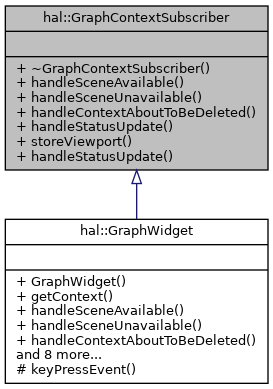 hal::GraphContextSubscriber
+ ~GraphContextSubscriber()
+ handleSceneAvailable()
+ handleSceneUnavailable()
+ handleContextAboutToBeDeleted()
+ handleStatusUpdate()
+ storeViewport()
+ handleStatusUpdate()
hal::GraphWidget
+ GraphWidget()
+ getContext()
+ handleSceneAvailable()
+ handleSceneUnavailable()
+ handleContextAboutToBeDeleted()
and 8 more...
# keyPressEvent()